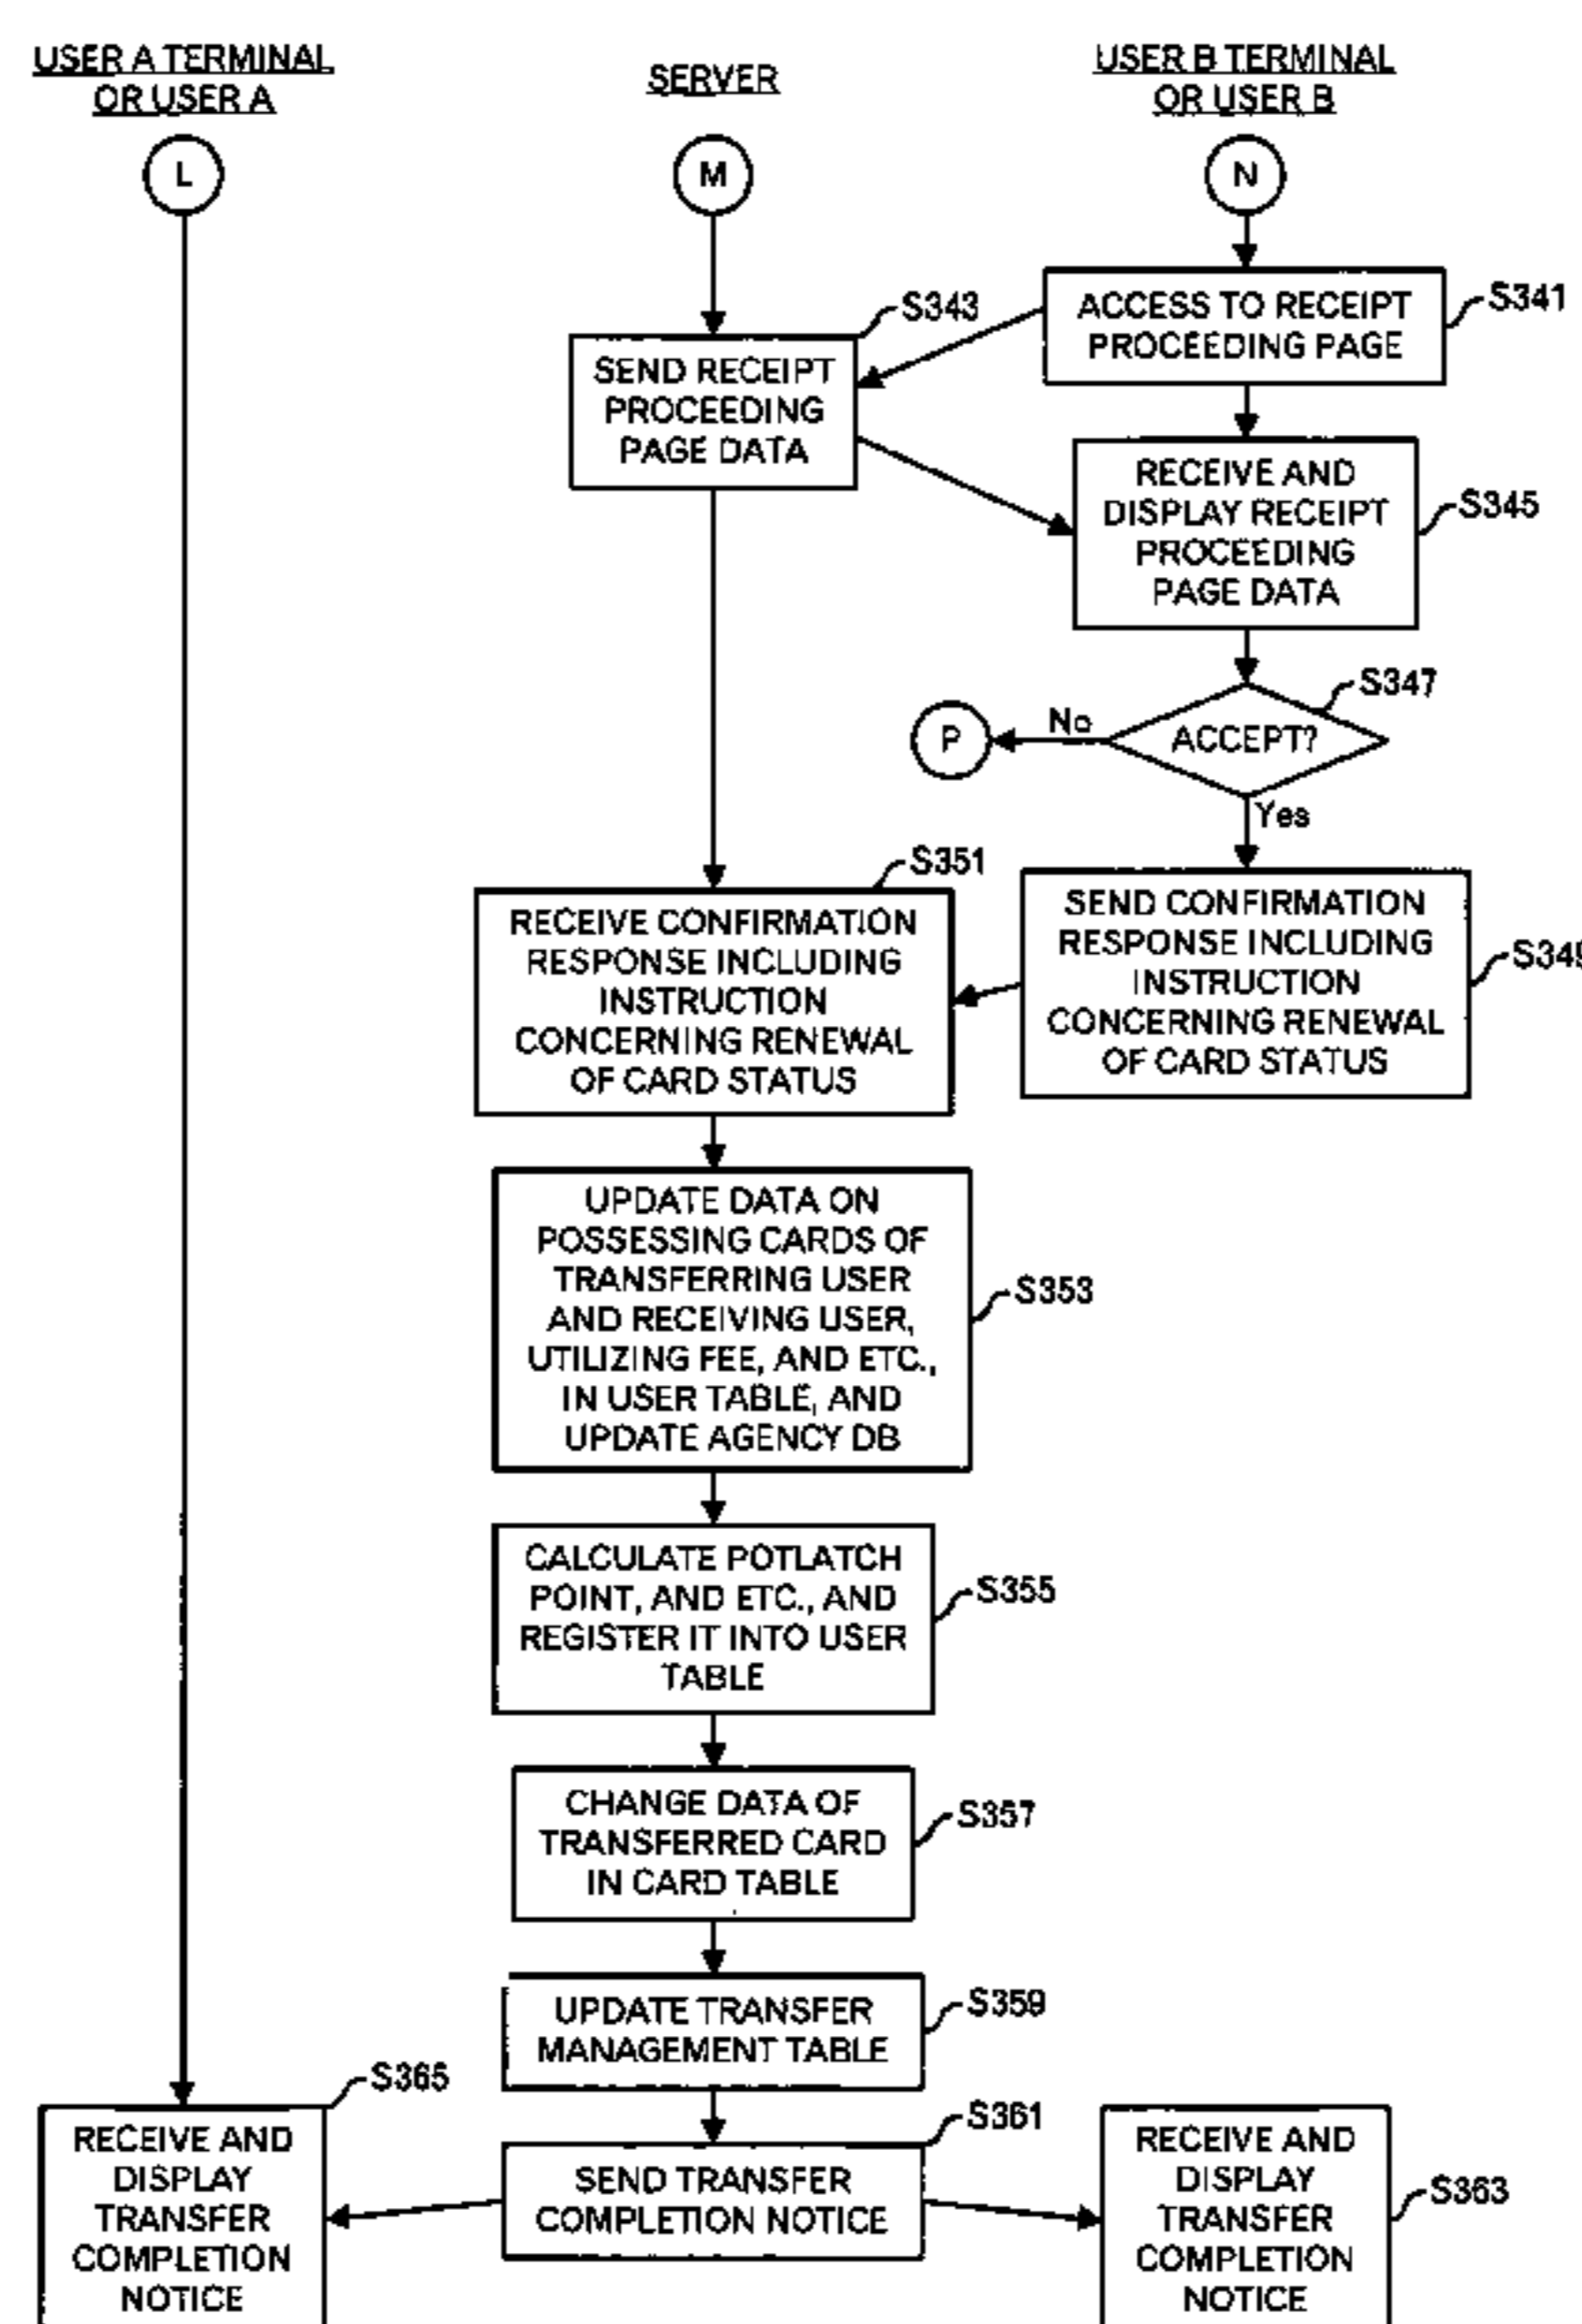 USER A TERMINAL
OR USER A
SERVER
USER B TERMINAL
OR USER B
L
M
N
ACCESS TO RECEIPT
PROCEEDING PAGE
S341
S343
SEND RECEIPT
PROCEEDING
PAGE DATA
RECEIVE AND
DISPLAY RECEIPT
PROCEEDING
PAGE DATA
S345
S347
ACCEPT?
No
P
Yes
S351
RECEIVE CONFIRMATION
RESPONSE INCLUDING
INSTRUCTION
CONCERNING RENEWAL
OF CARD STATUS
SEND CONFIRMATION
RESPONSE INCLUDING
INSTRUCTION
CONCERNING RENEWAL
OF CARD STATUS
S349
UPDATE DATA ON
POSSESSING CARDS OF
TRANSFERRING USER
AND RECEIVING USER,
UTILIZING FEE, AND ETC.,
IN USER TABLE, AND
UPDATE AGENCY DB
S353
CALCULATE POTLATCH
POINT, AND ETC., AND
REGISTER IT INTO USER
TABLE
S355
CHANGE DATA OF
TRANSFERRED CARD
IN CARD TABLE
S357
UPDATE TRANSFER
MANAGEMENT TABLE
S359
S365
RECEIVE AND
DISPLAY
TRANSFER
COMPLETION
NOTICE
S361
SEND TRANSFER
COMPLETION NOTICE
RECEIVE AND
DISPLAY
TRANSFER
COMPLETION
NOTICE
S363